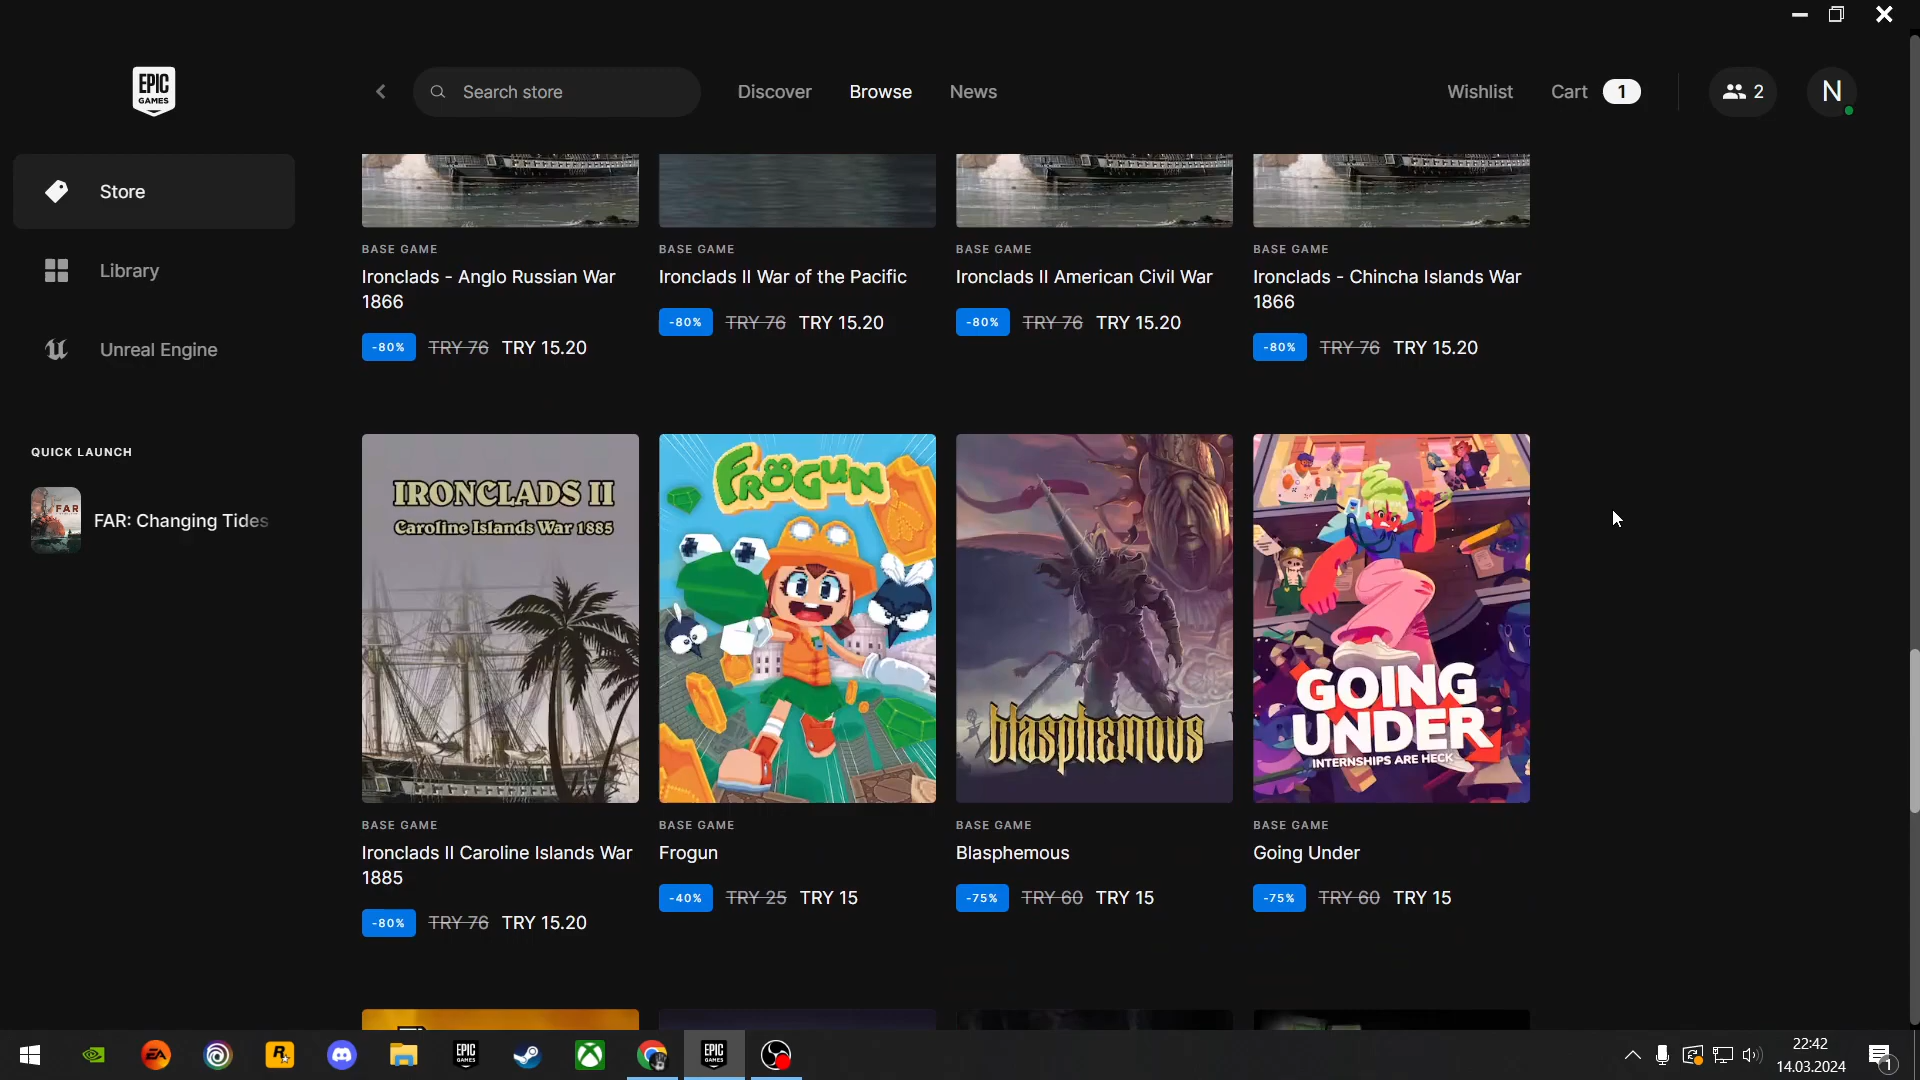 EPIC
GAMES
Search store
Discover
Browse
News
Wishlist
Cart
1
2
N
Store
Library
Unreal Engine
QUICK LAUNCH
FAR
FAR: Changing Tides
BASE GAME
Ironclads - Anglo Russian War
1866
-80% TRY 76 TRY 15.20
BASE GAME
Ironclads II War of the Pacific
-80% TRY 76 TRY 15.20
BASE GAME
Ironclads II American Civil War
-80% TRY 76 TRY 15.20
BASE GAME
Ironclads - Chincha Islands War
1866
-80% TRY 76 TRY 15.20
IRONCLADS II
Caroline Islands War 1885
BASE GAME
Ironclads II Caroline Islands War
1885
-80% TRY 76 TRY 15.20
FROGUN
BASE GAME
Frogun
-40% TRY 25 TRY 15
blasphemous
BASE GAME
Blasphemous
-75% TRY 60 TRY 15
GOING
UNDER
INTERNSHIPS ARE HECK
BASE GAME
Going Under
-75% TRY 60 TRY 15
EA
R
EPIC
GAMES
EPIC
GAMES
22:42
14.03.2024
1